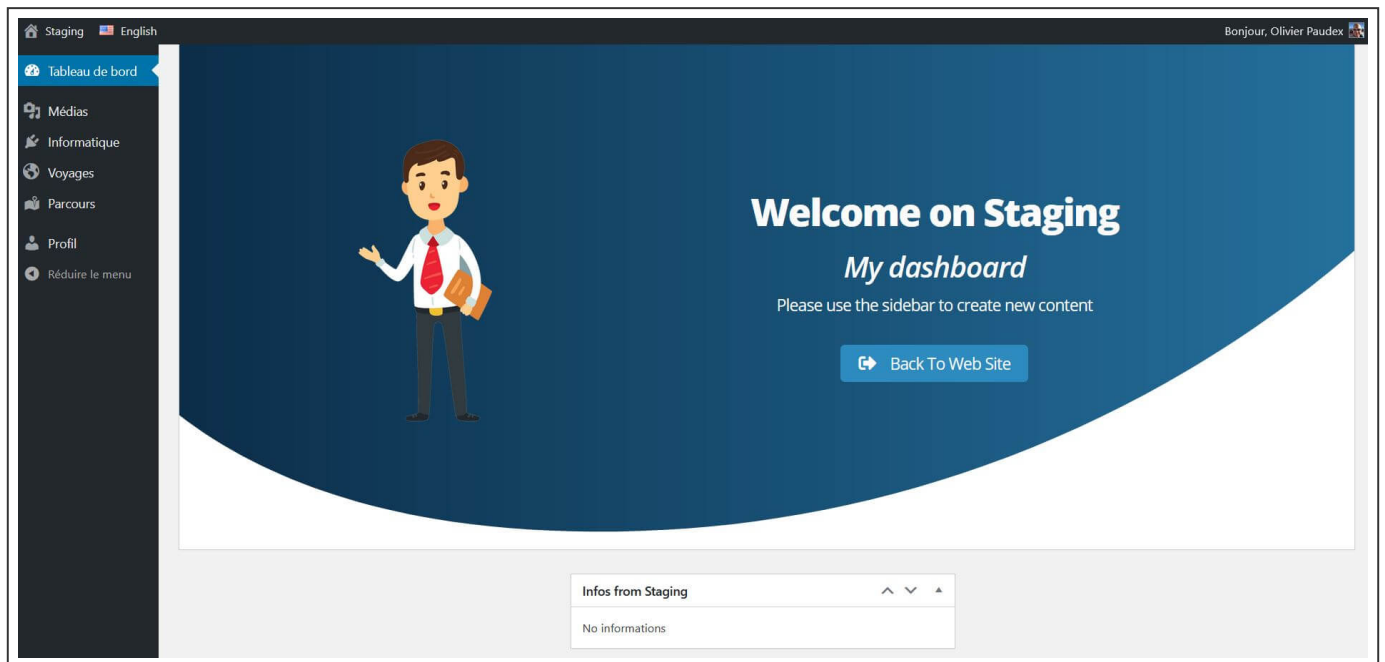 Staging English Bonjour, Olivier Paudex
Tableau de bord
Médias
Informatique
Voyages
Parcours
Profil
Réduire le menu
Welcome on Staging
My dashboard
Please use the sidebar to create new content
Back To Web Site
Infos from Staging
No informations